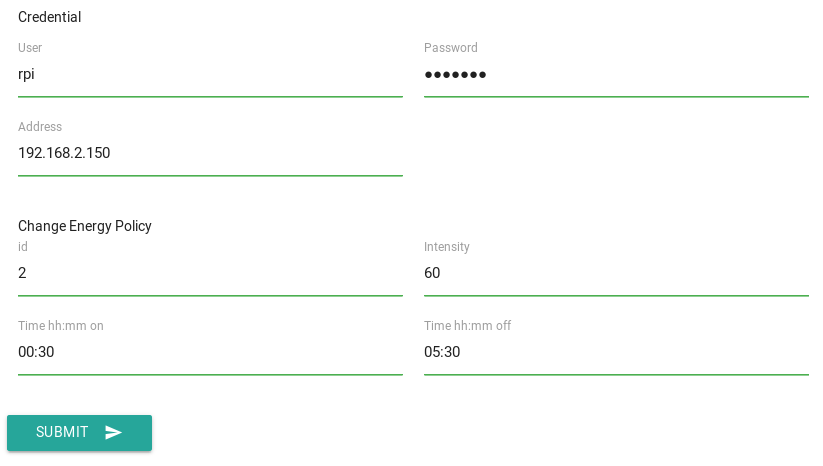 Credential
User
Password
rpi
●●●●●●●
Address
192.168.2.150
Change Energy Policy
id
Intensity
2
60
Time hh:mm on
Time hh:mm off
00:30
05:30
SUBMIT